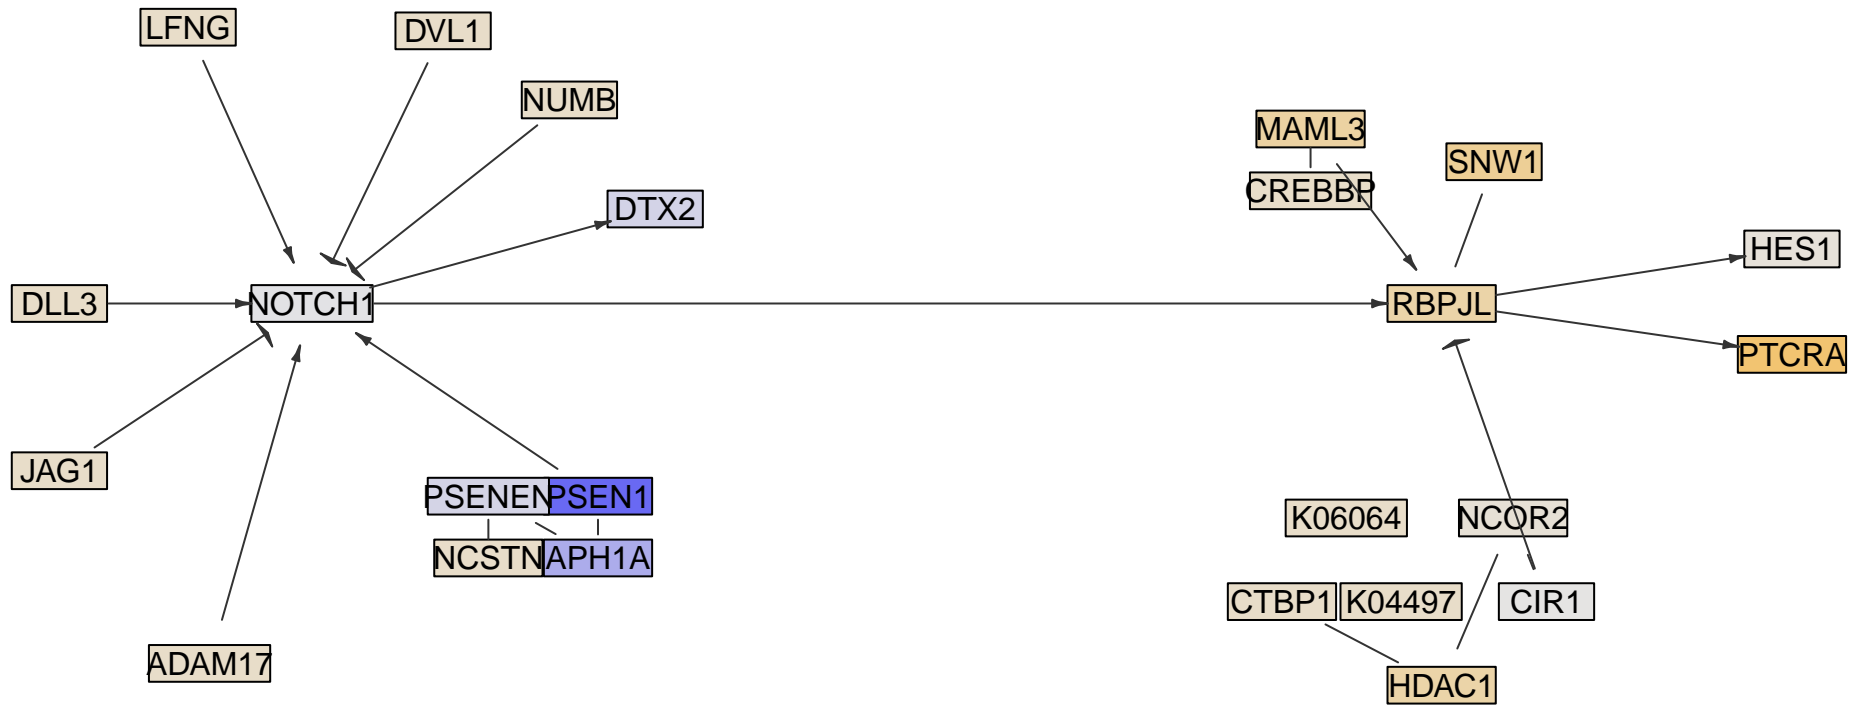 LFNG
DVL1
NUMB
MAML3
SNW1
CREBBP
DTX2
HES1
DLL3
NOTCH1
RBPJL
PTCRA
JAG1
PSENEN
PSEN1
K06064
NCOR2
NCSTN
APH1A
CTBP1
K04497
CIR1
ADAM17
HDAC1